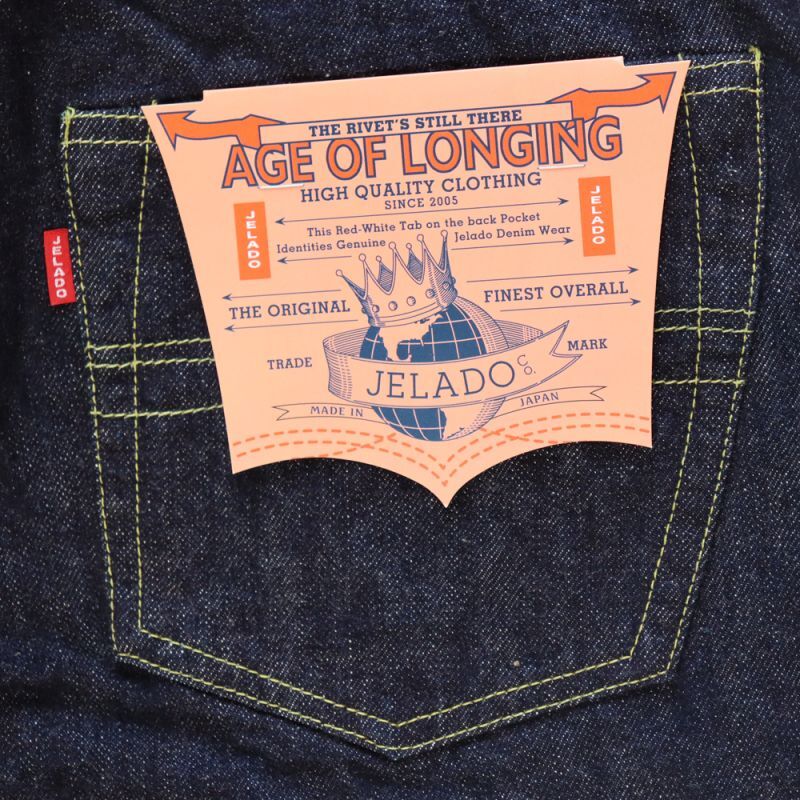 THE RIVET'S STILL THERE
AGE OF LONGING
HIGH QUALITY CLOTHING
SINCE 2005
JELADO
JELADO
This Red-White Tab on the back Pocket
Identities Genuine Jelado Denim Wear
JELADO
THE ORIGINAL FINEST OVERALL
TRADE MARK
JELADO Co.
MADE IN JAPAN